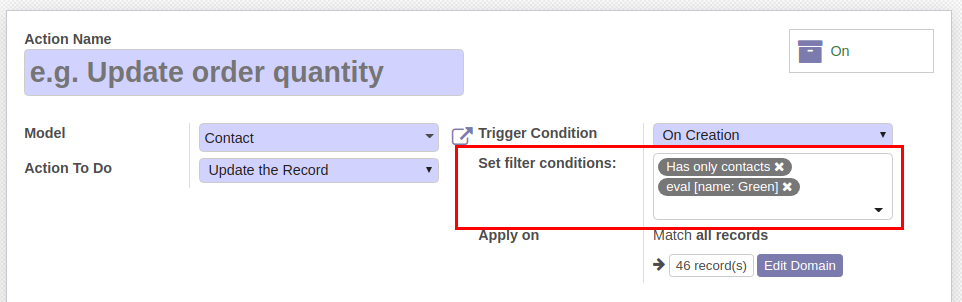 Action Name
e.g. Update order quantity
On
Model
Contact
Action To Do
Update the Record
Trigger Condition
On Creation
Set filter conditions:
Has only contacts ✖
eval [name: Green] ✖
Apply on
Match all records
46 record(s)
Edit Domain